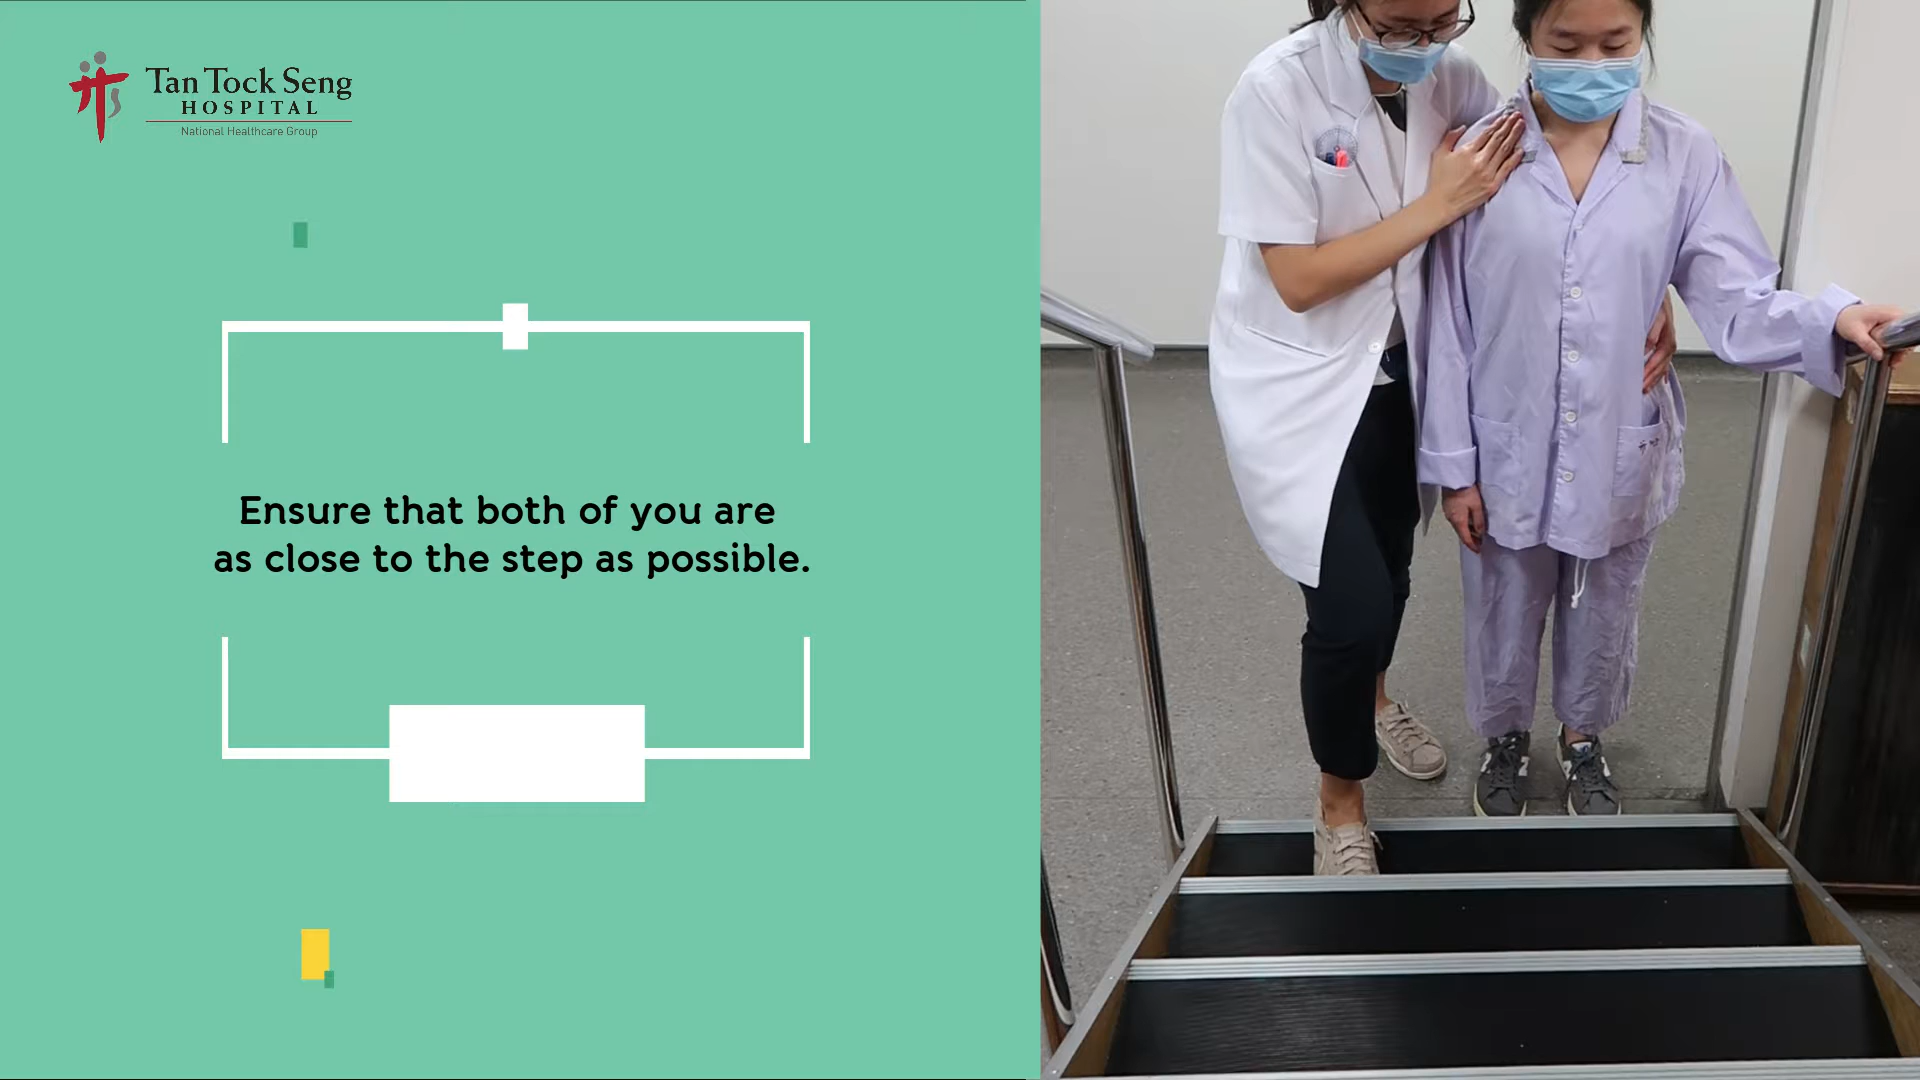 Tan Tock Seng
HOSPITAL
National Healthcare Group
Ensure that both of you are
as close to the step as possible.